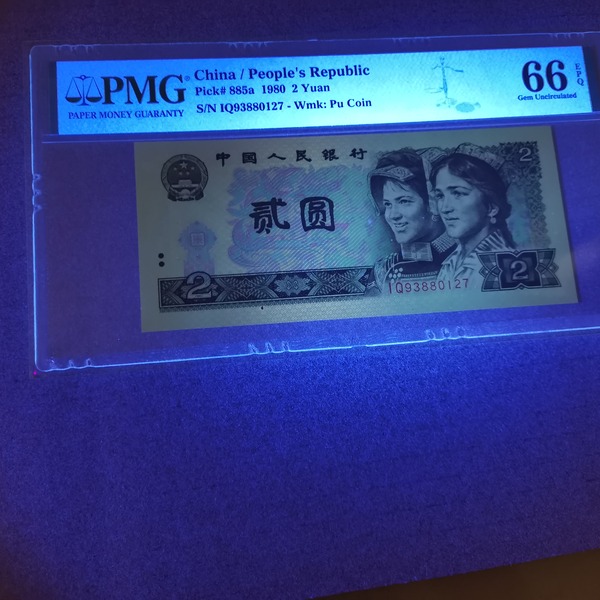 PMG
PAPER MONEY GUARANTY
China / People's Republic
Pick# 885a 1980 2 Yuan
S/N IQ93880127 - Wmk: Pu Coin
66 EPQ
Gem Uncirculated
中国人民银行
2
贰圆
2
IQ93880127
2